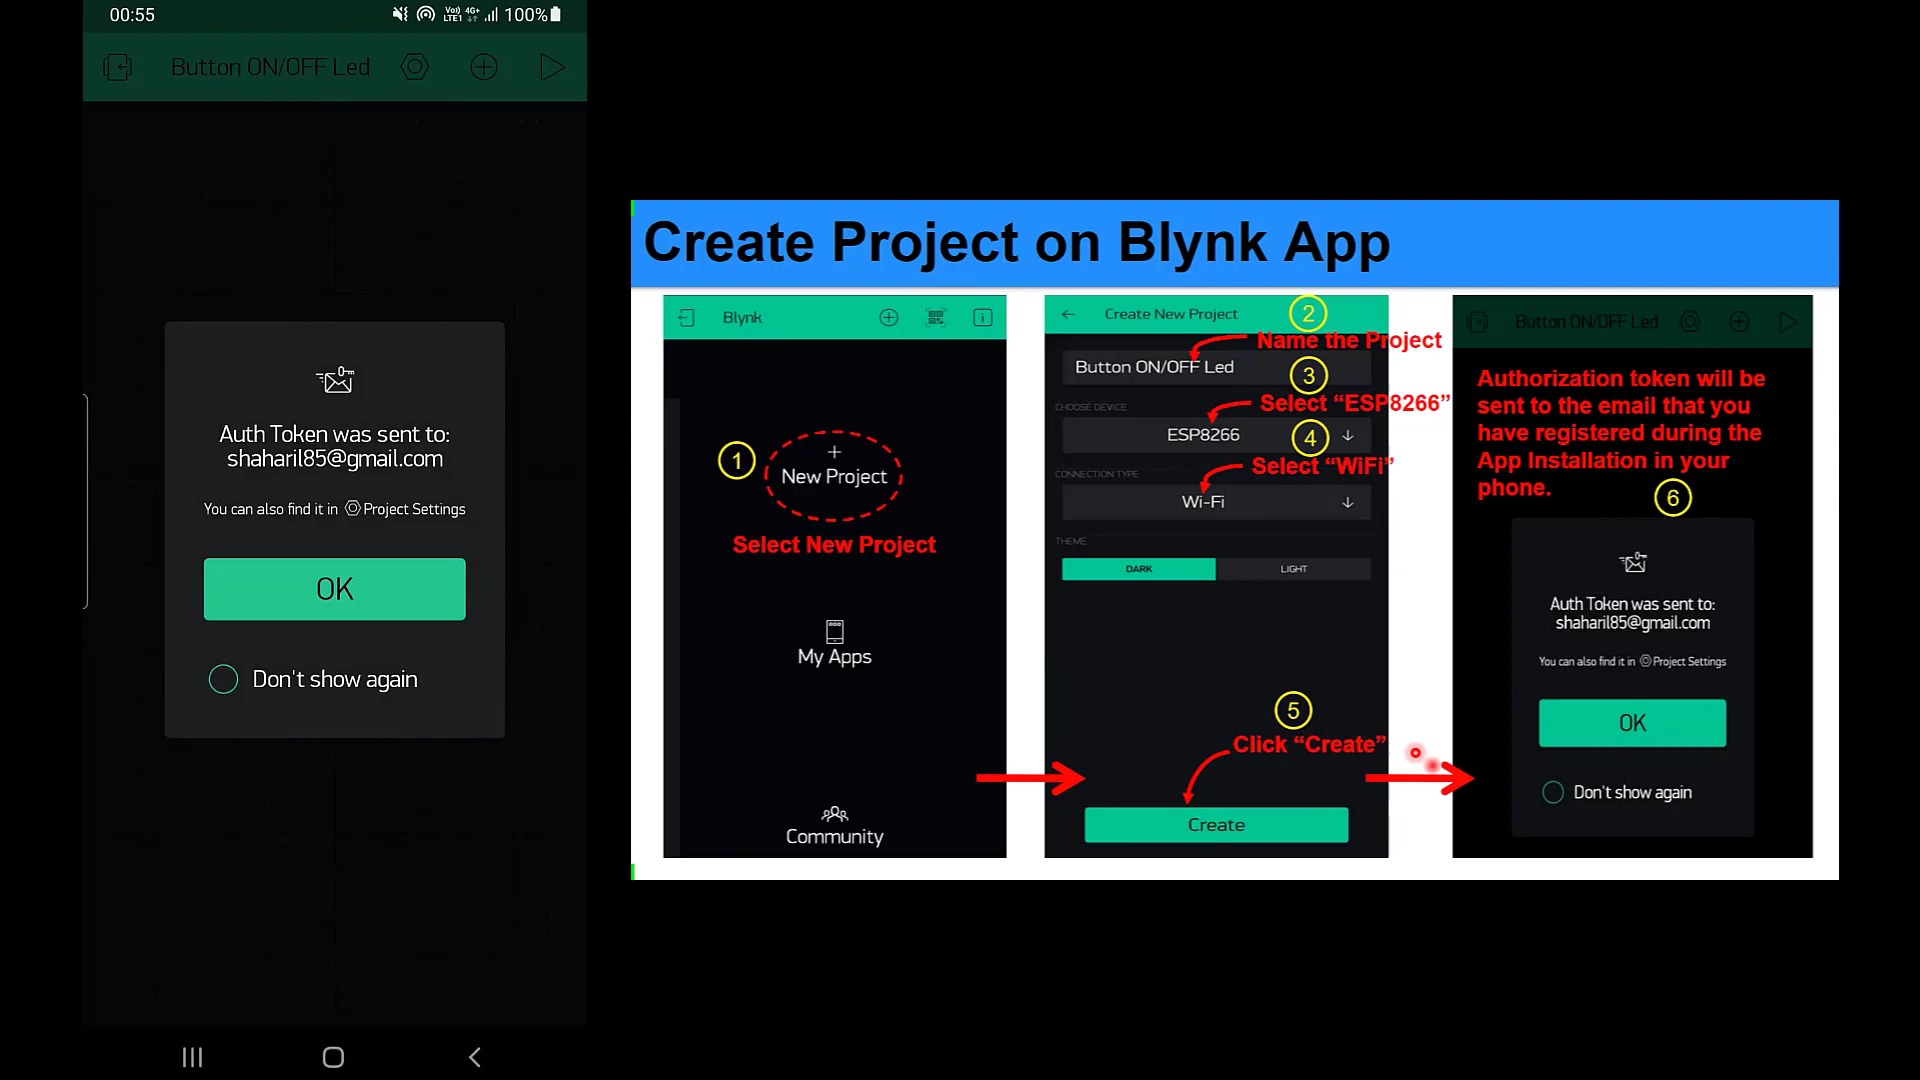 00:55
Vo) 4G+
LTE1
100%
Button ON/OFF Led
Auth Token was sent to:
shaharil85@gmail.com
You can also find it in Project Settings
OK
Don't show again
Create Project on Blynk App
Blynk
1
+
New Project
Select New Project
My Apps
Community
Create New Project
2
Name the Project
Button ON/OFF Led
3
CHOOSE DEVICE
Select “ESP8266”
ESP8266
4
Select “WiFi”
CONNECTION TYPE
Wi-Fi
THEME
DARK
LIGHT
5
Click “Create”
Create
Button ON/OFF Led
Authorization token will be
sent to the email that you
have registered during the
App Installation in your
phone.
6
Auth Token was sent to:
shaharil85@gmail.com
You can also find it in Project Settings
OK
Don't show again